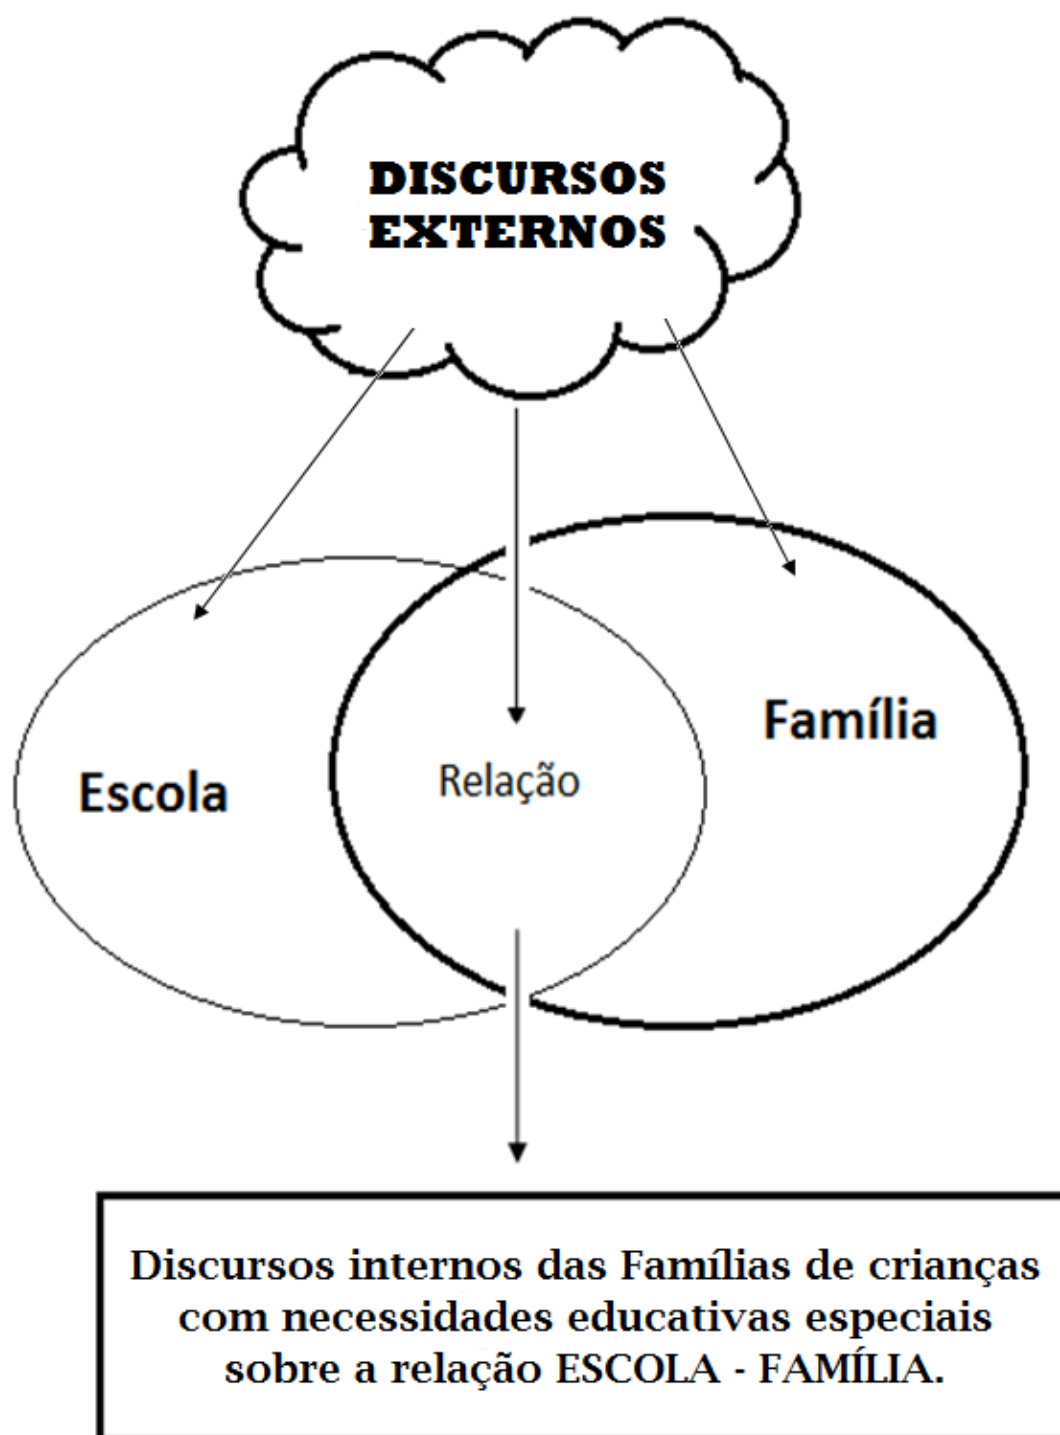 DISCURSOS
EXTERNOS
Família
Escola
Relação
Discursos internos das Famílias de crianças
com necessidades educativas especiais
sobre a relação ESCOLA - FAMÍLIA.